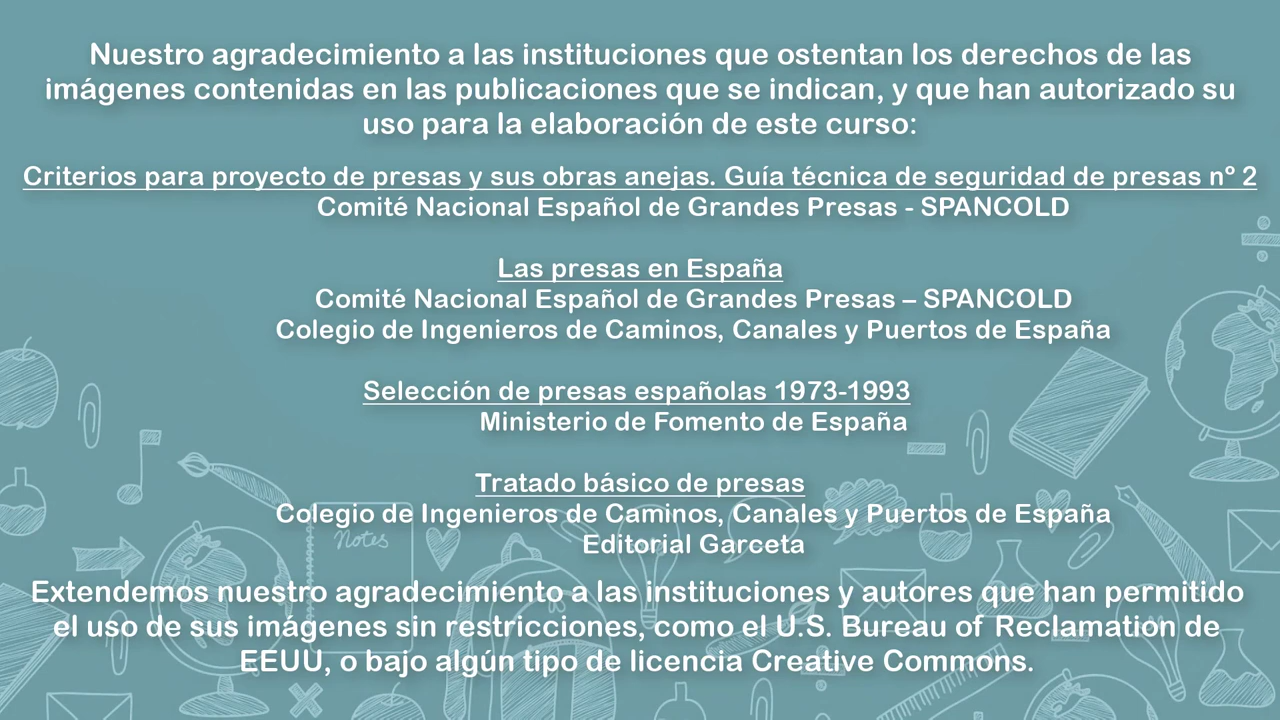 Nuestro agradecimiento a las instituciones que ostentan los derechos de las
imágenes contenidas en las publicaciones que se indican, y que han autorizado su
uso para la elaboración de este curso:
Criterios para proyecto de presas y sus obras anejas. Guía técnica de seguridad de presas nº 2
Comité Nacional Español de Grandes Presas - SPANCOLD
Las presas en España
Comité Nacional Español de Grandes Presas – SPANCOLD
Colegio de Ingenieros de Caminos, Canales y Puertos de España
Selección de presas españolas 1973-1993
Ministerio de Fomento de España
Tratado básico de presas
Colegio de Ingenieros de Caminos, Canales y Puertos de España
Notes
Editorial Garceta
Extendemos nuestro agradecimiento a las instituciones y autores que han permitido
el uso de sus imágenes sin restricciones, como el U.S. Bureau of Reclamation de
EEUU, o bajo algún tipo de licencia Creative Commons.